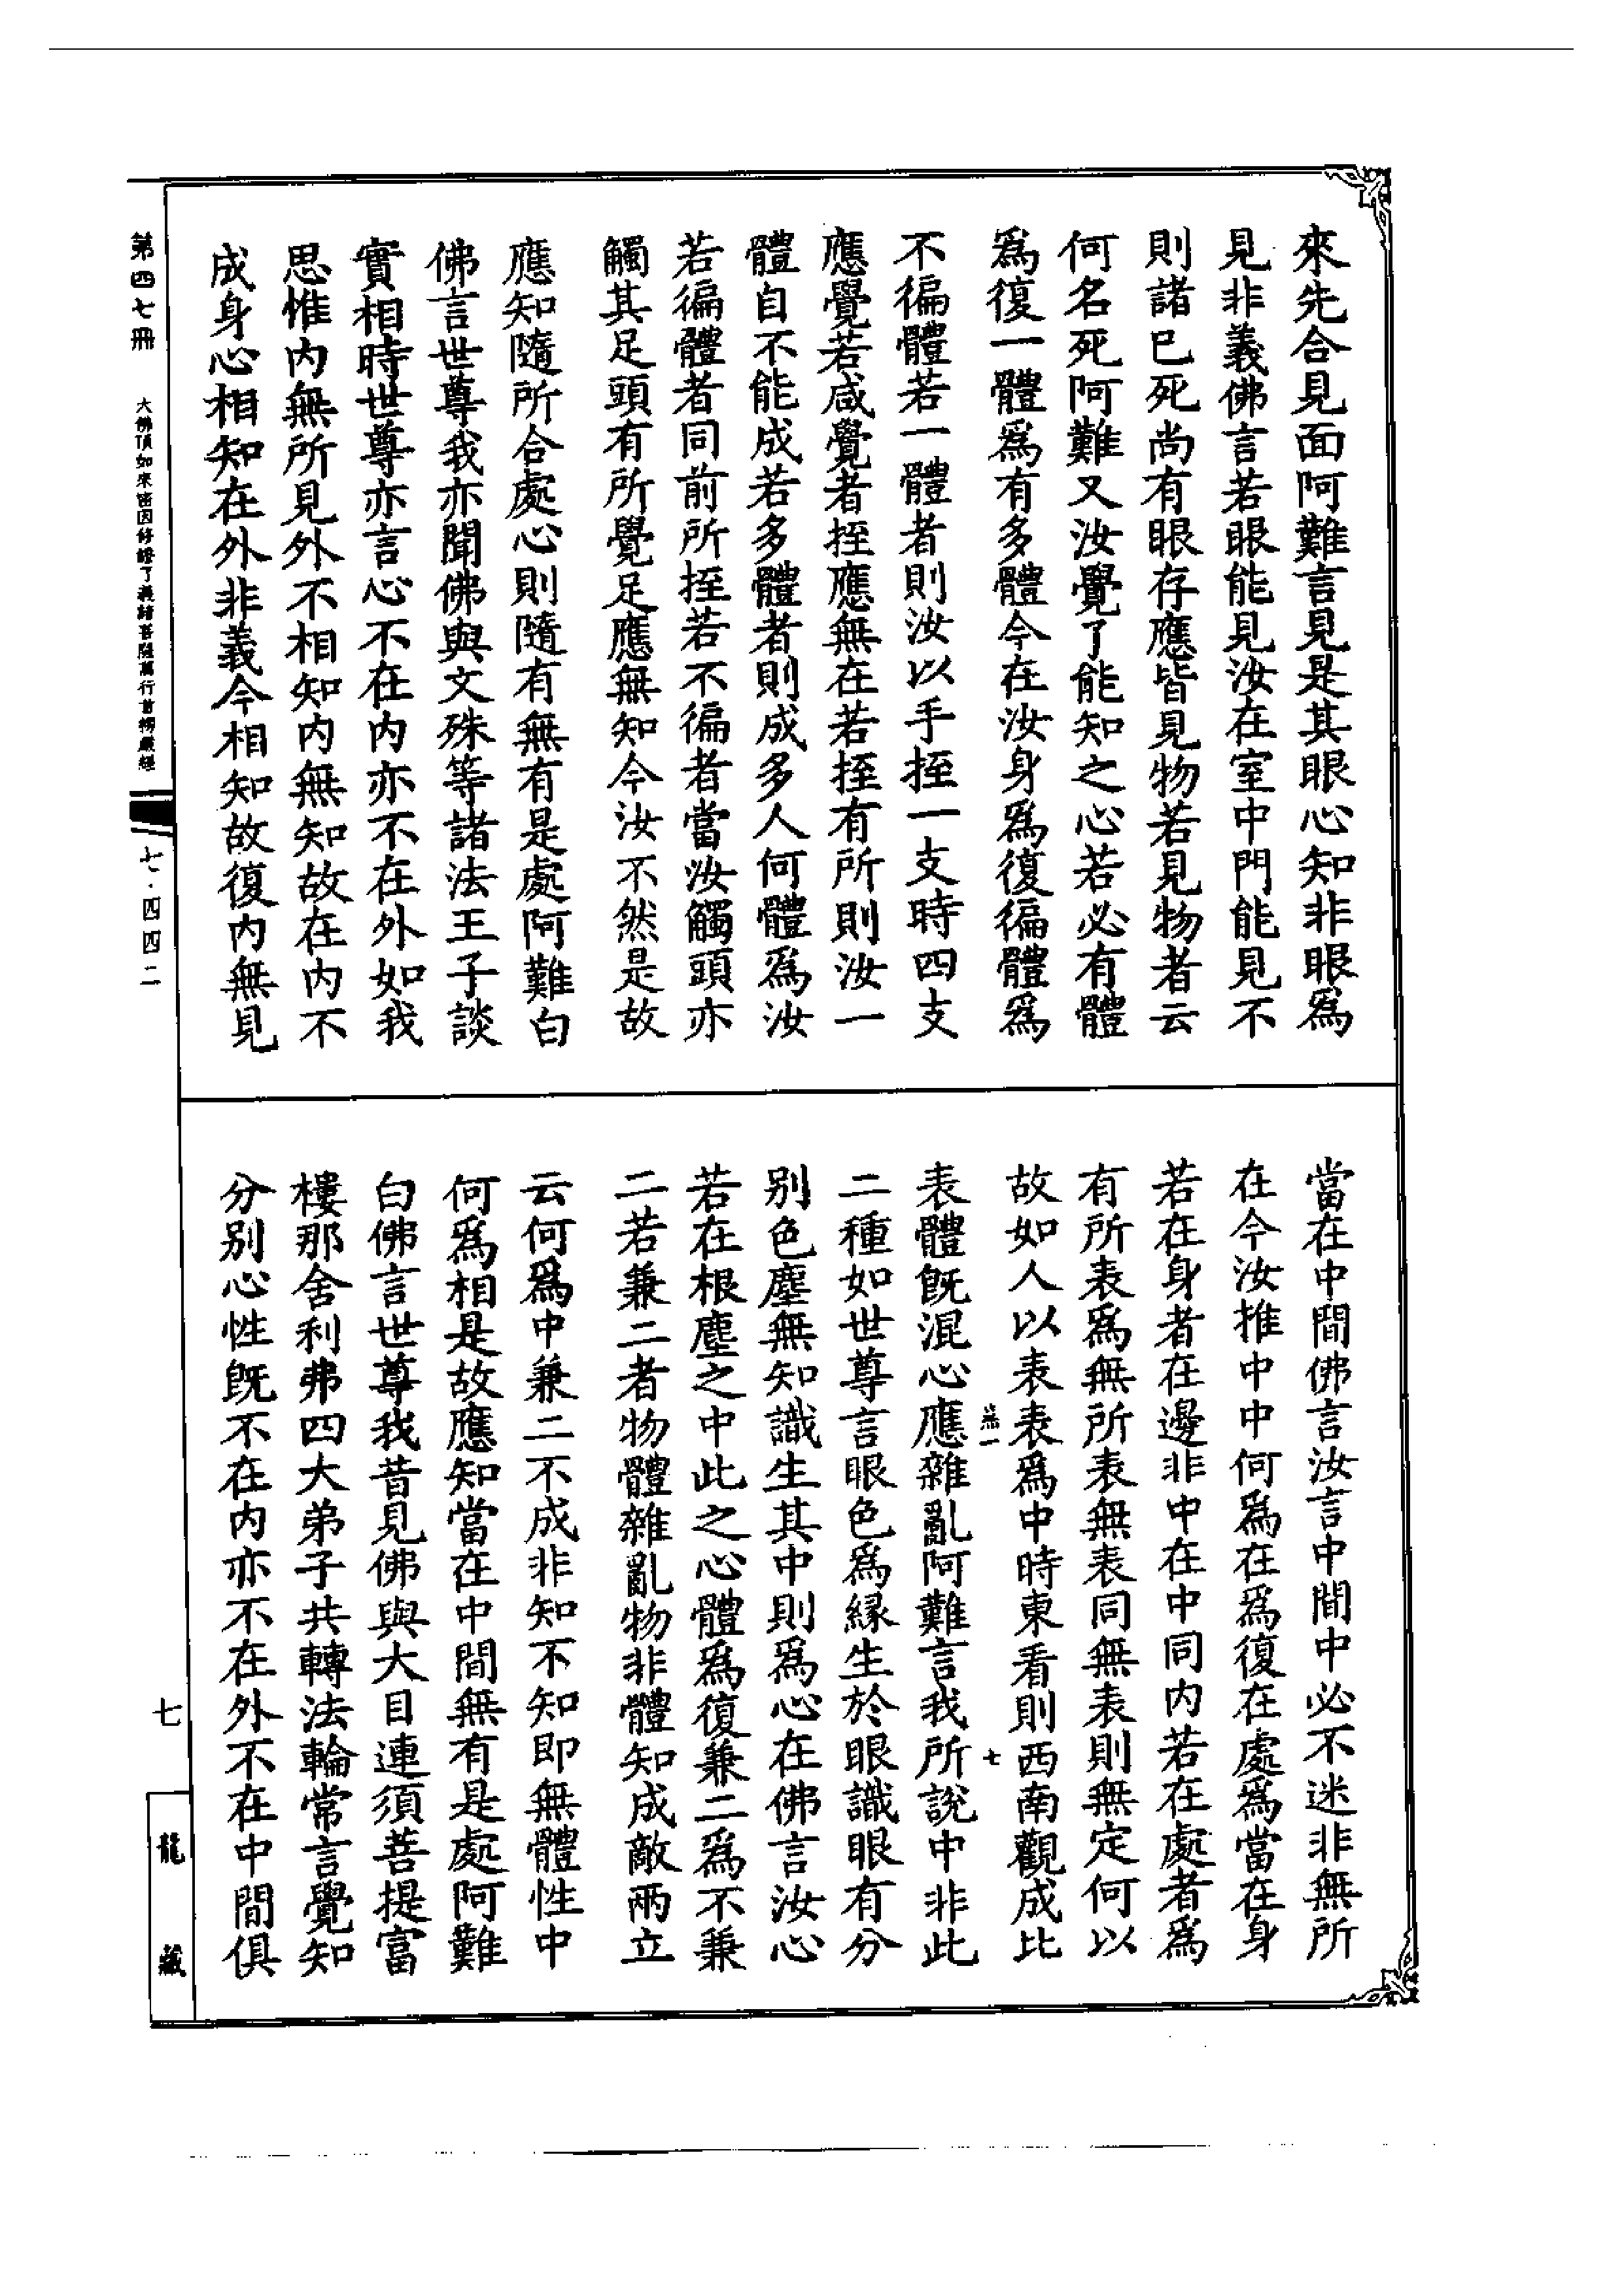 來先合見面阿難言見是其眼心知非眼爲
見非義佛言若眼能見汝在室中門能見不
則諸已死尚有眼存應皆見物若見物者云
何名死阿難又汝覺了能知之心若必有體
爲復一體爲有多體今在汝身爲復徧體爲
不徧體若一體者則汝以手挃一支時四支
應覺若咸覺者挃應無在若挃有所則汝一
體自不能成若多體者則成多人何體爲汝
若徧體者同前所挃若不徧者當汝觸頭亦
觸其足頭有所覺足應無知今汝不然是故
應知隨所合處心則隨有無有是處阿難白
佛言世尊我亦聞佛與文殊等諸法王子談
實相時世尊亦言心不在内亦不在外如我
思惟内無所見外不相知内無知故在内不
成身心相知在外非義今相知故復内無見
當在中間佛言汝言中間中必不迷非無所
在今汝推中中何爲在爲復在處爲當在身
若在身者在邊非中在中同内若在處者爲
有所表爲無所表無表同無表則無定何以
故如人以表表爲中時東看則西南觀成比
表體旣混心應雜亂阿難言我所說中非此
二種如世尊言眼色爲緣生於眼識眼有分
别色塵無知識生其中則爲心在佛言汝心
若在根塵之中此之心體爲復兼二爲不兼
二若兼二者物體雜亂物非體知成敵兩立
云何爲中兼二不成非知不知即無體性中
何爲相是故應知當在中間無有是處阿難
白佛言世尊我昔見佛與大目連須菩提富
樓那舍利弗四大弟子共轉法輪常言覺知
分别心性旣不在内亦不在外不在中間俱
第四七冊
大佛頂如來密因修證了義諸菩薩萬行首楞嚴經
七·四四二
七
龍藏